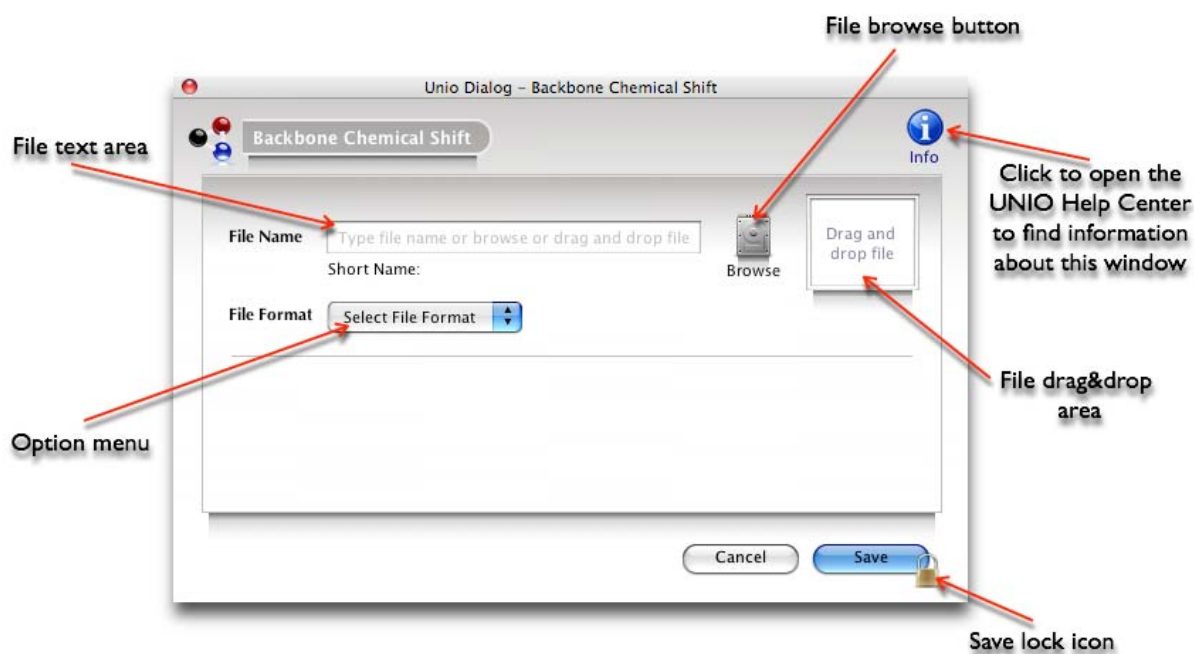 File browse button
Unio Dialog – Backbone Chemical Shift
Backbone Chemical Shift
Info
File text area
Click to open the
UNIO Help Center
to find information
about this window
File Name
Type file name or browse or drag and drop file
Browse
Drag and
drop file
Short Name:
File Format
Select File Format
File drag&drop
area
Option menu
Cancel
Save
Save lock icon